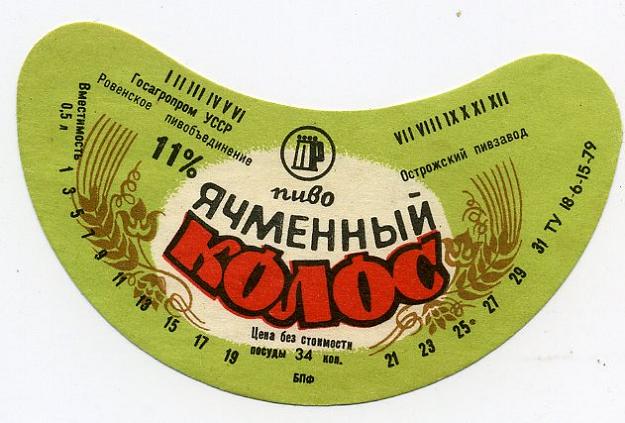 I II III IV V VI
Госагропром УССР
Ровенское пивобъединение
Вместимость
0,5 л
11%
VII VIII IX X XI XII
Острожский пивзавод
пиво
ЯЧМЕННЫЙ
КОЛОС
Цена без стоимости
посуды 34 коп.
БПФ
1 3 5 7 9 11 13 15 17 19
21 23 25 27 29 31 ТУ 18-6-15-79